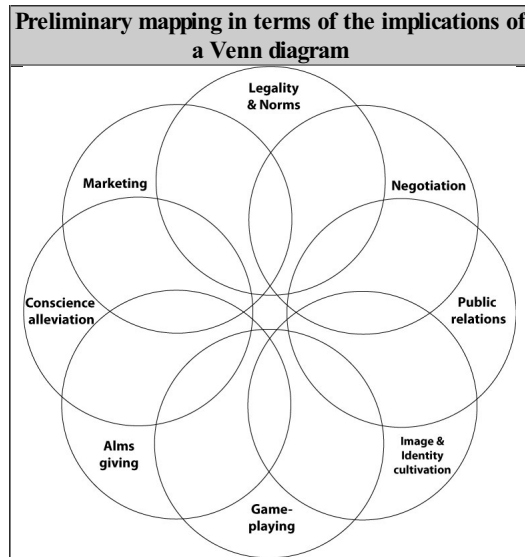 Preliminary mapping in terms of the implications of
a Venn diagram
Legality
& Norms
Marketing
Negotiation
Conscience
alleviation
Public
relations
Alms
giving
Image &
Identity
cultivation
Game-
playing